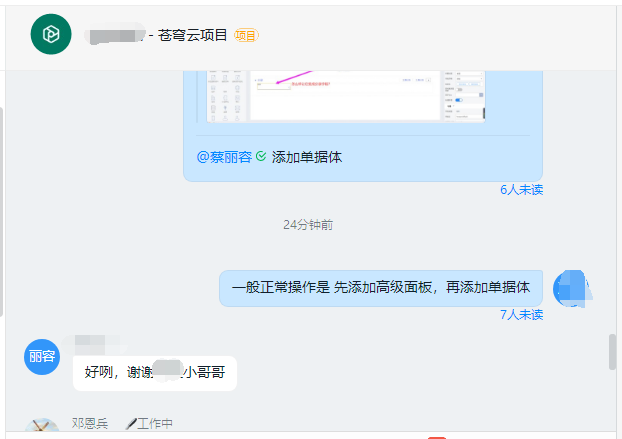 - 苍穹云项目 项目
@蔡丽容 添加单据体
6人未读
24分钟前
一般正常操作是 先添加高级面板，再添加单据体
7人未读
丽容
好咧，谢谢小哥哥
邓恩兵 工作中